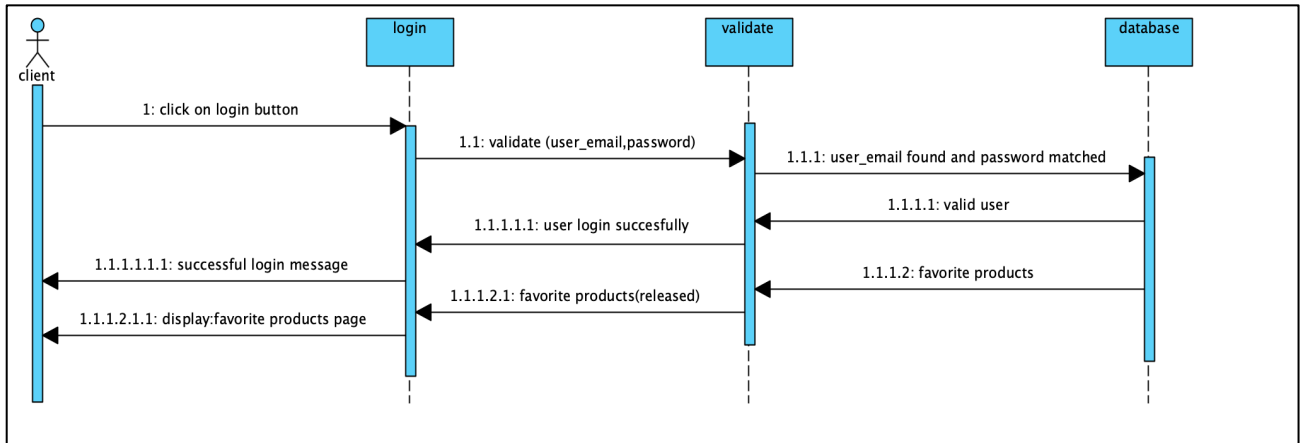 login
validate
database
client
1: click on login button
1.1: validate (user_email,password)
1.1.1: user_email found and password matched
1.1.1.1: valid user
1.1.1.1.1: user login succesfully
1.1.1.1.1.1: successful login message
1.1.1.2: favorite products
1.1.1.2.1: favorite products(released)
1.1.1.2.1.1: display:favorite products page